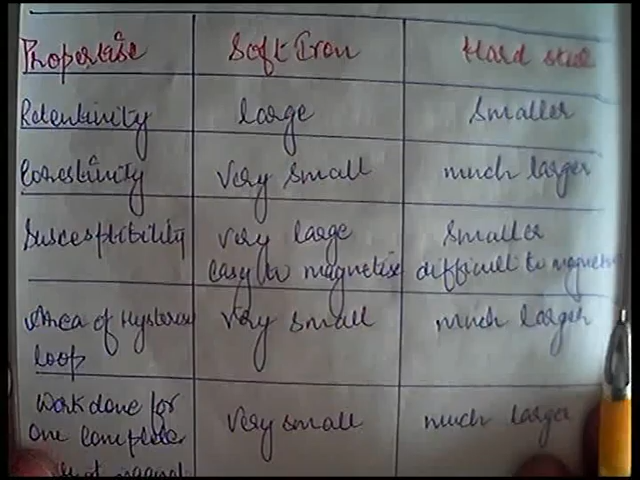 Properties Soft Iron Hard steel
Retentivity large Smaller
Coercivity very small much larger
Susceptibility very large Smaller
easy to magnetise difficult to magnetise
Area of Hysteresis very small much larger
loop
Work done for very small much larger
one complete